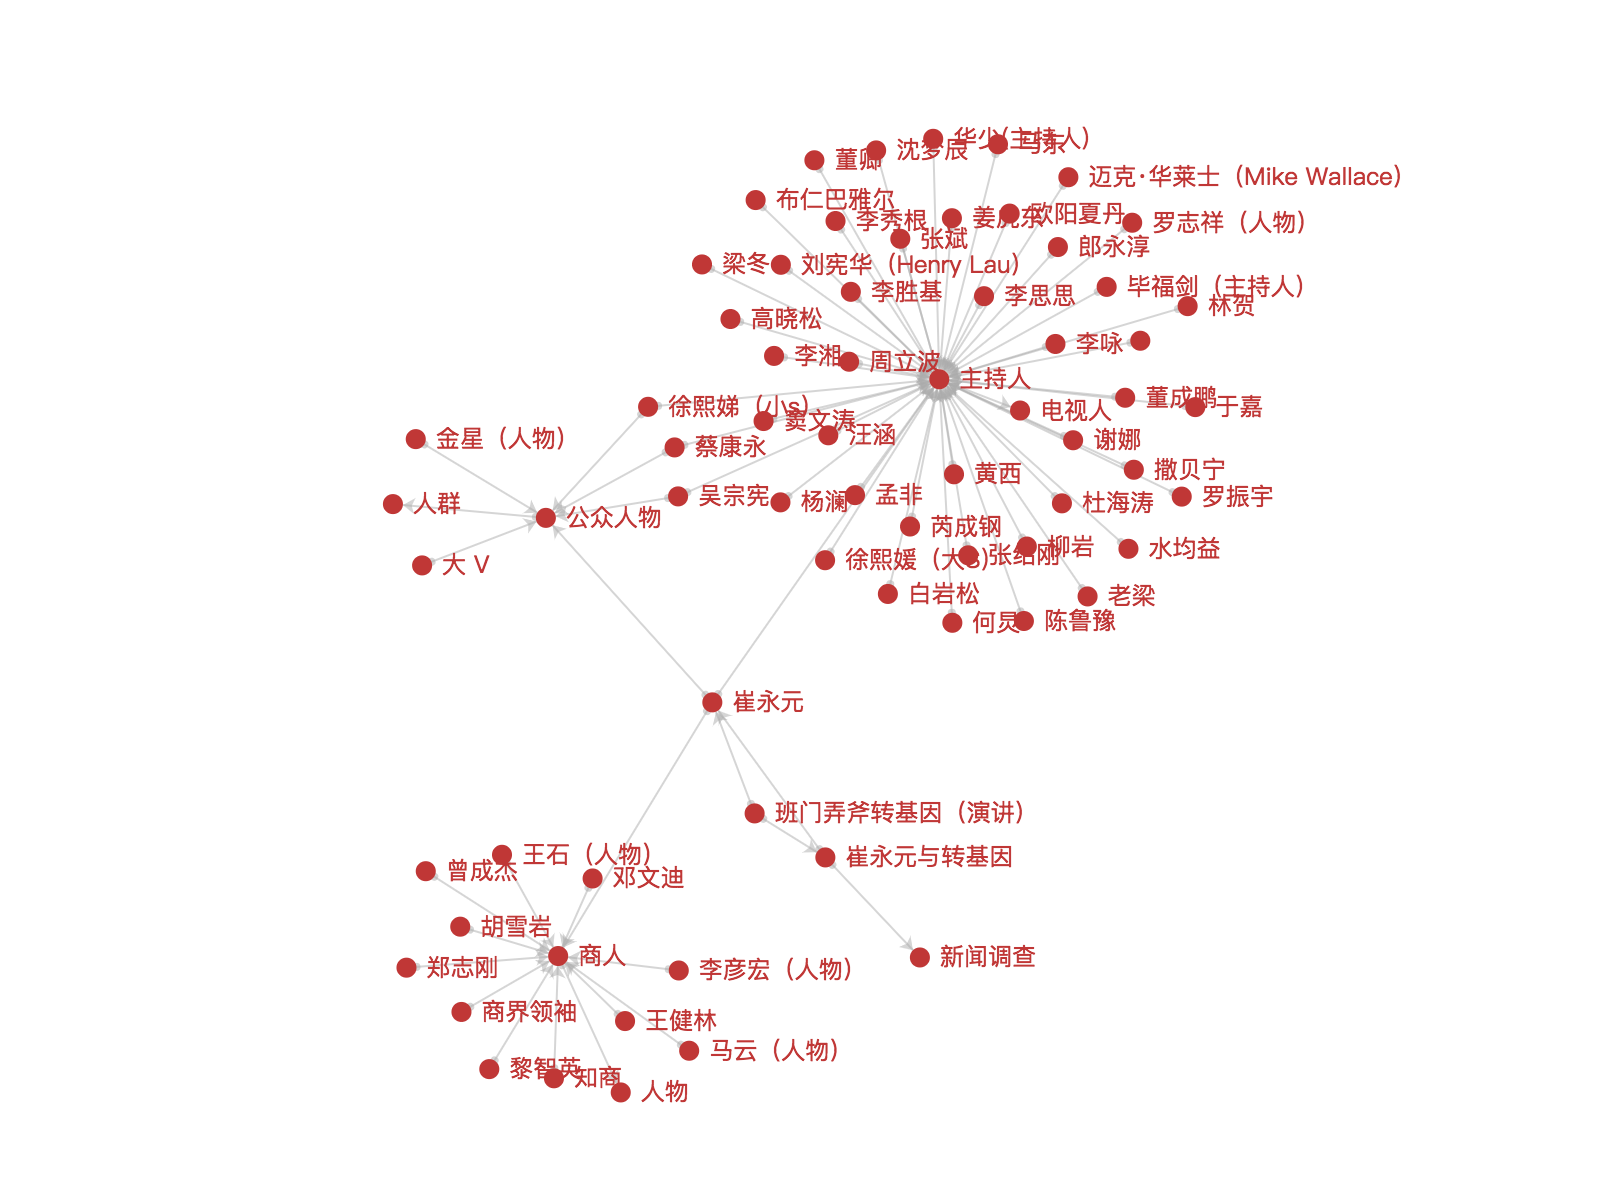 华少(主持人)
马东
沈梦辰
董卿
迈克·华莱士（Mike Wallace）
布仁巴雅尔
李秀根
姜虎东
欧阳夏丹
罗志祥（人物）
张斌
郎永淳
梁冬
刘宪华（Henry Lau）
李胜基
李思思
毕福剑（主持人）
林贺
高晓松
李咏
李湘
周立波
主持人
徐熙娣（小s）
窦文涛
汪涵
电视人
董成鹏
于嘉
金星（人物）
蔡康永
谢娜
黄西
撒贝宁
人群
吴宗宪
杨澜
孟非
杜海涛
罗振宇
公众人物
芮成钢
大 V
徐熙媛（大S）
张绍刚
柳岩
水均益
白岩松
老梁
何炅
陈鲁豫
崔永元
班门弄斧转基因（演讲）
崔永元与转基因
王石（人物）
曾成杰
邓文迪
胡雪岩
商人
新闻调查
郑志刚
李彦宏（人物）
商界领袖
王健林
马云（人物）
黎智英
知商
人物